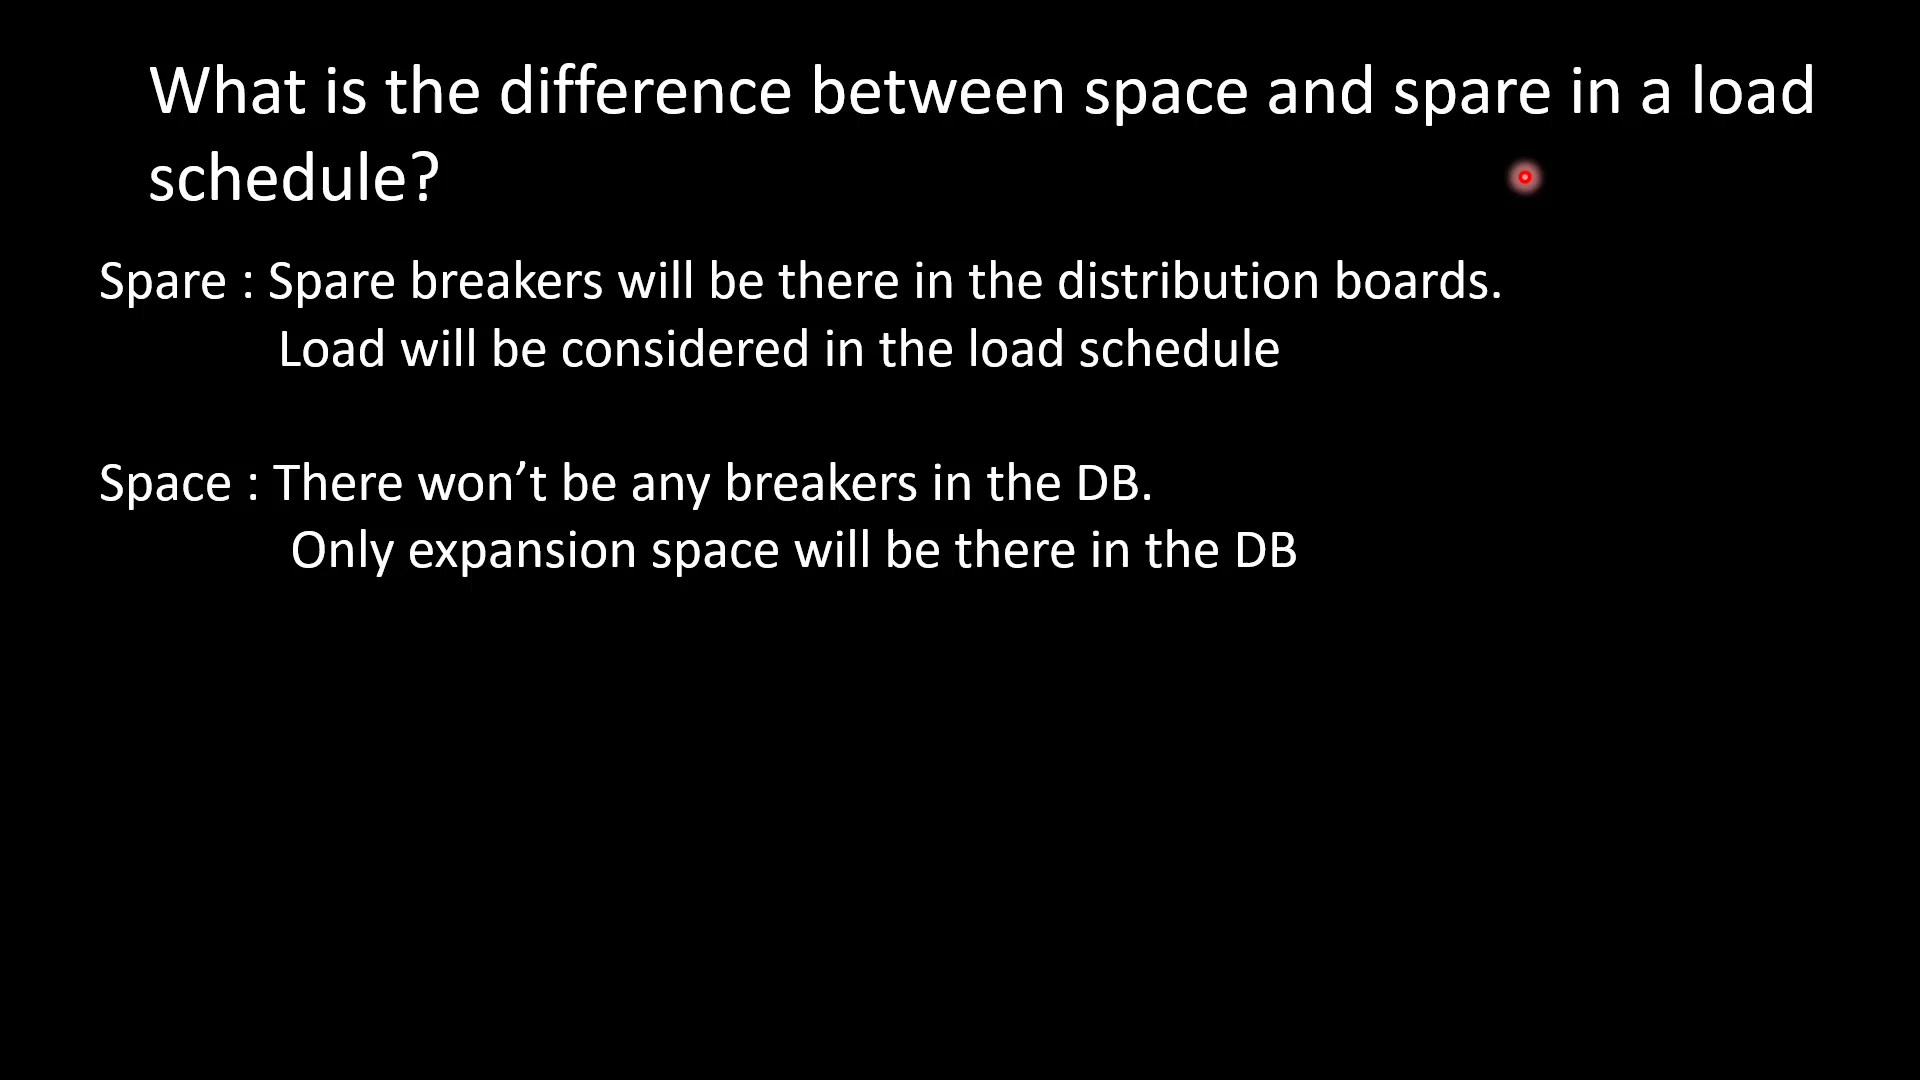 What is the difference between space and spare in a load
schedule?
Spare : Spare breakers will be there in the distribution boards.
Load will be considered in the load schedule
Space : There won’t be any breakers in the DB.
Only expansion space will be there in the DB